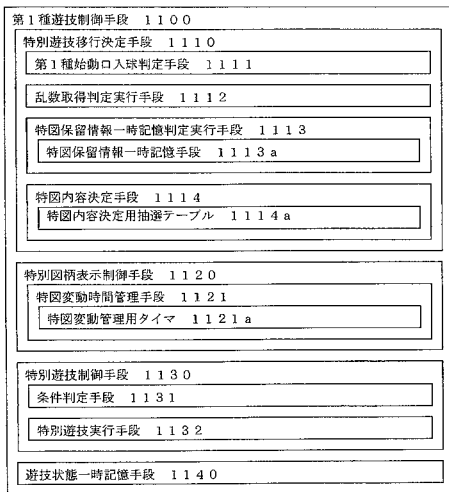 第１種遊技制御手段　１１００
特別遊技移行決定手段　１１１０
第１種始動口入球判定手段　１１１１
乱数取得判定実行手段　１１１２
特図保留情報一時記憶判定実行手段　１１１３
特図保留情報一時記憶手段　１１１３ａ
特図内容決定手段　１１１４
特図内容決定用抽選テーブル　１１１４ａ
特別図柄表示制御手段　１１２０
特図変動時間管理手段　１１２１
特図変動管理用タイマ　１１２１ａ
特別遊技制御手段　１１３０
条件判定手段　１１３１
特別遊技実行手段　１１３２
遊技状態一時記憶手段　１１４０